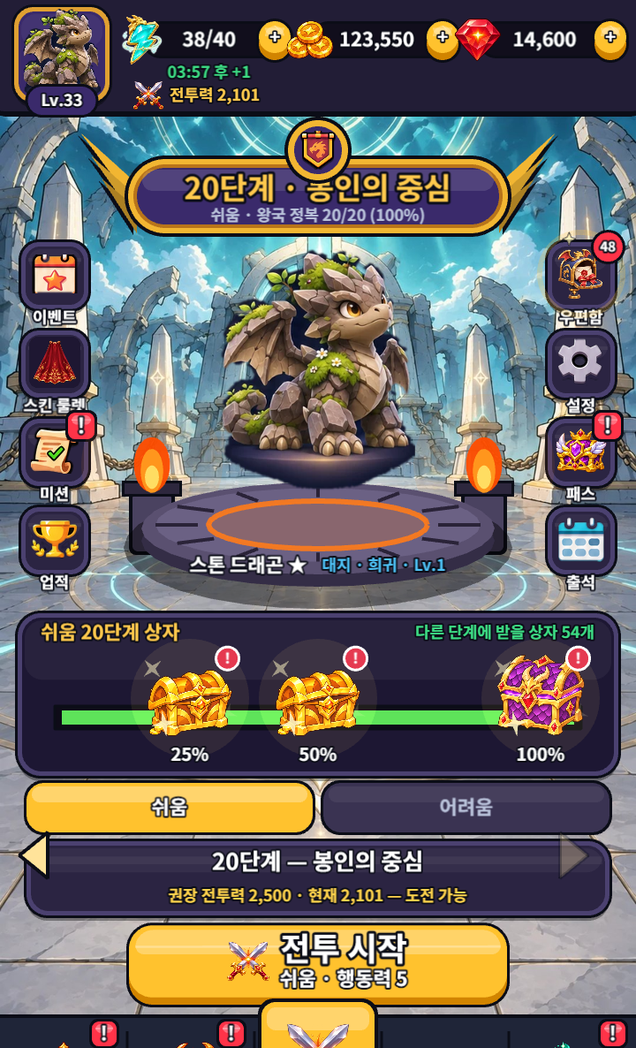 38/40
+
123,550
+
14,600
+
03:57 후 +1
전투력 2,101
Lv.33
20단계 · 봉인의 중심
쉬움 · 왕국 정복 20/20 (100%)
48
이벤트
우편함
스킨 룰렛
설정
!
!
미션
패스
업적
출석
스톤 드래곤 ★ 대지 · 희귀 · Lv.1
쉬움 20단계 상자
다른 단계에 받을 상자 54개
!
!
!
25%
50%
100%
쉬움
어려움
20단계 — 봉인의 중심
권장 전투력 2,500 · 현재 2,101 — 도전 가능
전투 시작
쉬움 · 행동력 5
!
!
!